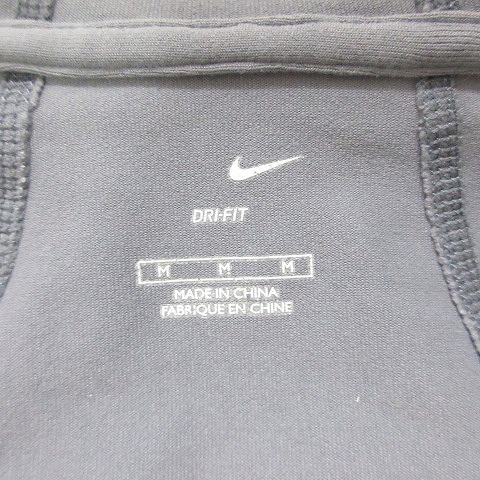 DRI-FIT
M M M
MADE IN CHINA
FABRIQUE EN CHINE